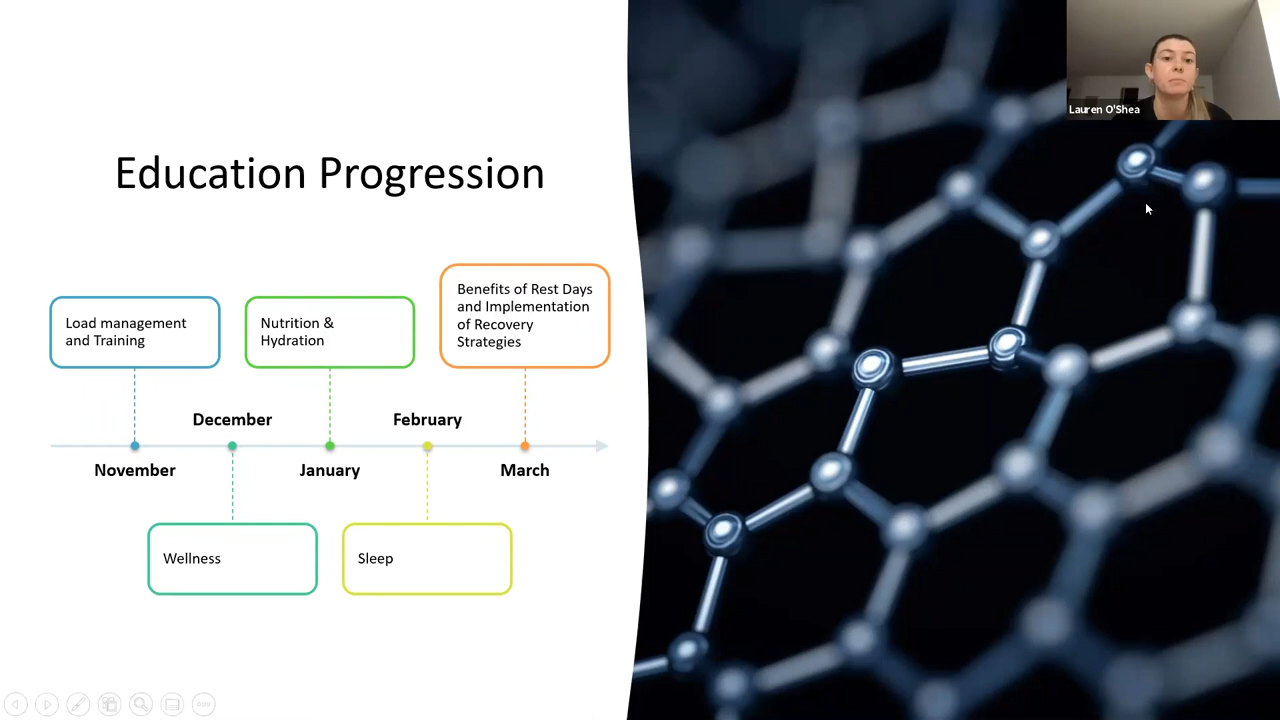 Lauren O'Shea
Education Progression
Load management
and Training
Nutrition &
Hydration
Benefits of Rest Days
and Implementation
of Recovery
Strategies
December
February
November
January
March
Wellness
Sleep